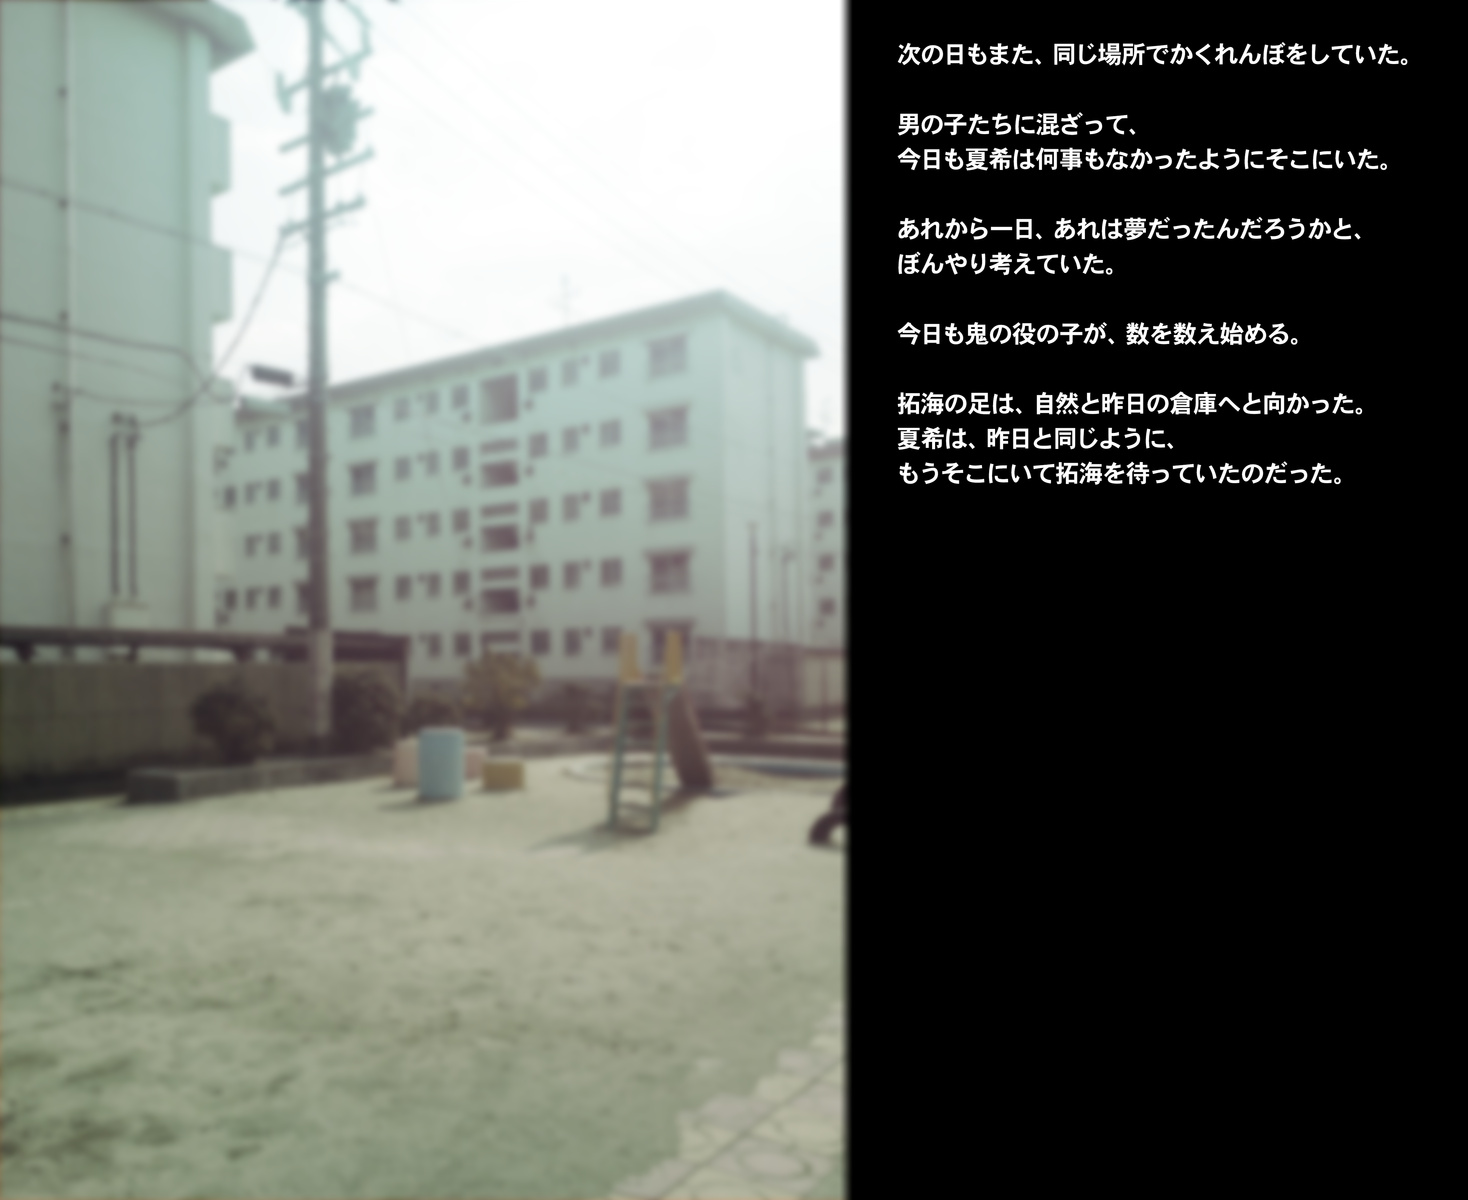 次の日もまた、同じ場所でかくれんぼをしていた。
男の子たちに混ざって、
今日も夏希は何事もなかったようにそこにいた。
あれから一日、あれは夢だったんだろうかと、
ぼんやり考えていた。
今日も鬼の役の子が、数を数え始める。
拓海の足は、自然と昨日の倉庫へと向かった。
夏希は、昨日と同じように、
もうそこにいて拓海を待っていたのだった。